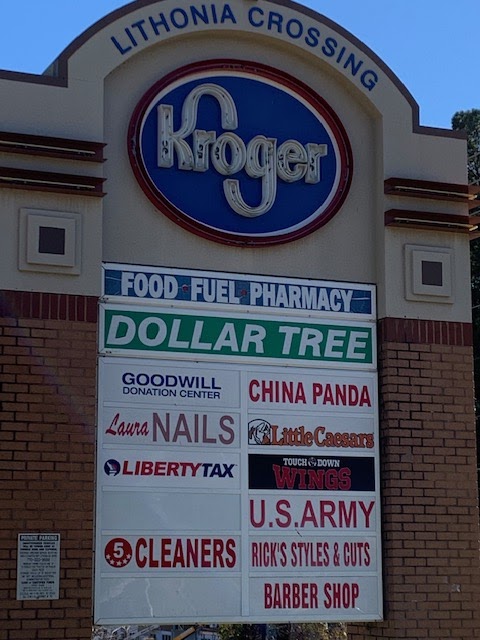 LITHONIA CROSSING
Kroger
FOOD • FUEL • PHARMACY
DOLLAR TREE
GOODWILL
DONATION CENTER
CHINA PANDA
Laura NAILS
Little Caesars
LIBERTY TAX
TOUCH DOWN
WINGS
U.S.ARMY
5 CLEANERS
RICK'S STYLES & CUTS
BARBER SHOP
PRIVATE PARKING